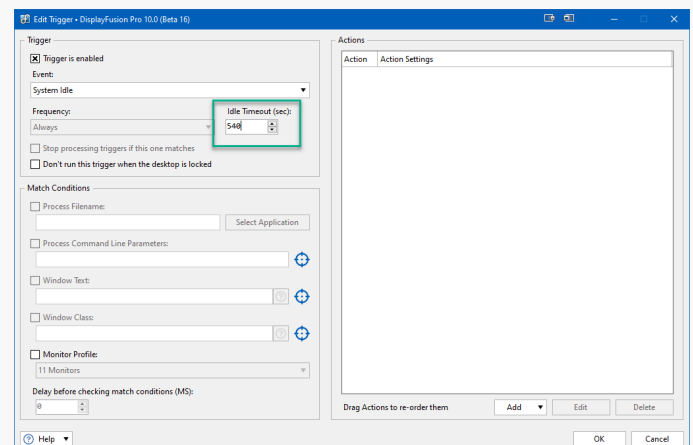 Edit Trigger • DisplayFusion Pro 10.0 (Beta 16)
Trigger
Trigger is enabled
Event:
System Idle
Frequency:
Idle Timeout (sec):
Always
540
Stop processing triggers if this one matches
Don't run this trigger when the desktop is locked
Match Conditions
Process Filename:
Select Application
Process Command Line Parameters:
Window Text:
Window Class:
Monitor Profile:
11 Monitors
Delay before checking match conditions (MS):
0
Help
Actions
Action Action Settings
Drag Actions to re-order them
Add
Edit
Delete
OK
Cancel